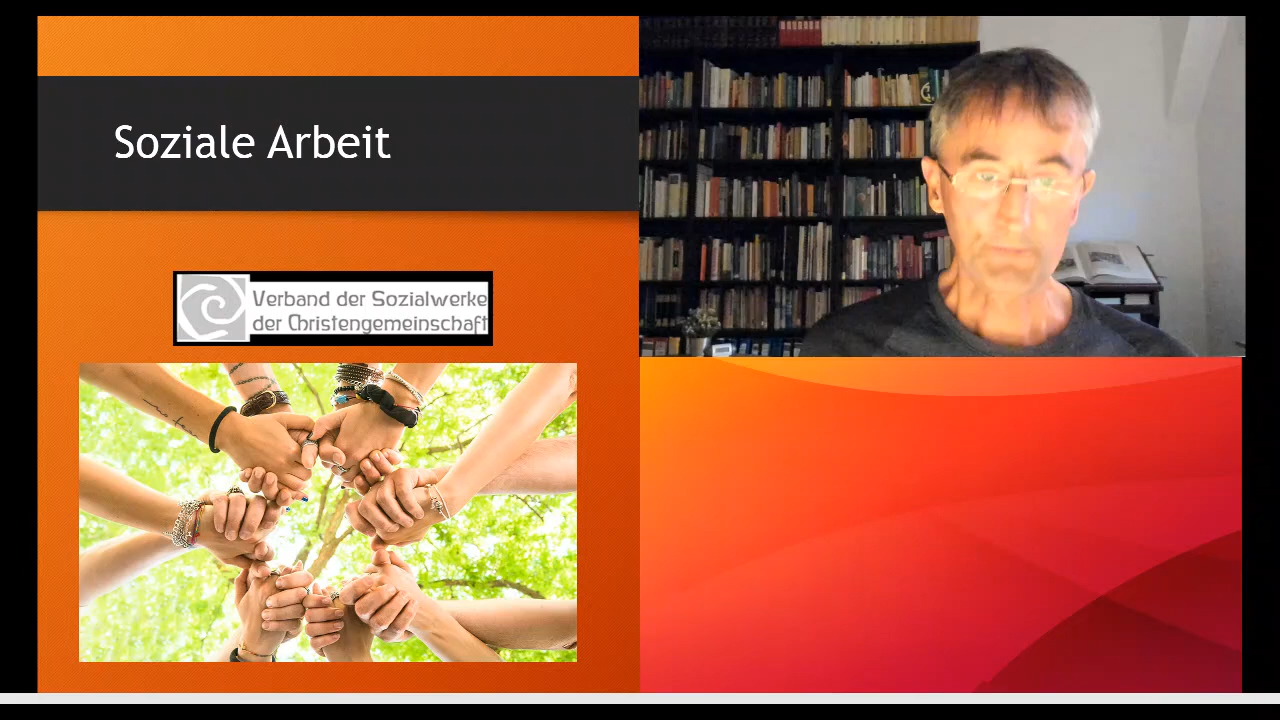 Soziale Arbeit
Verband der Sozialwerke
der Christengemeinschaft